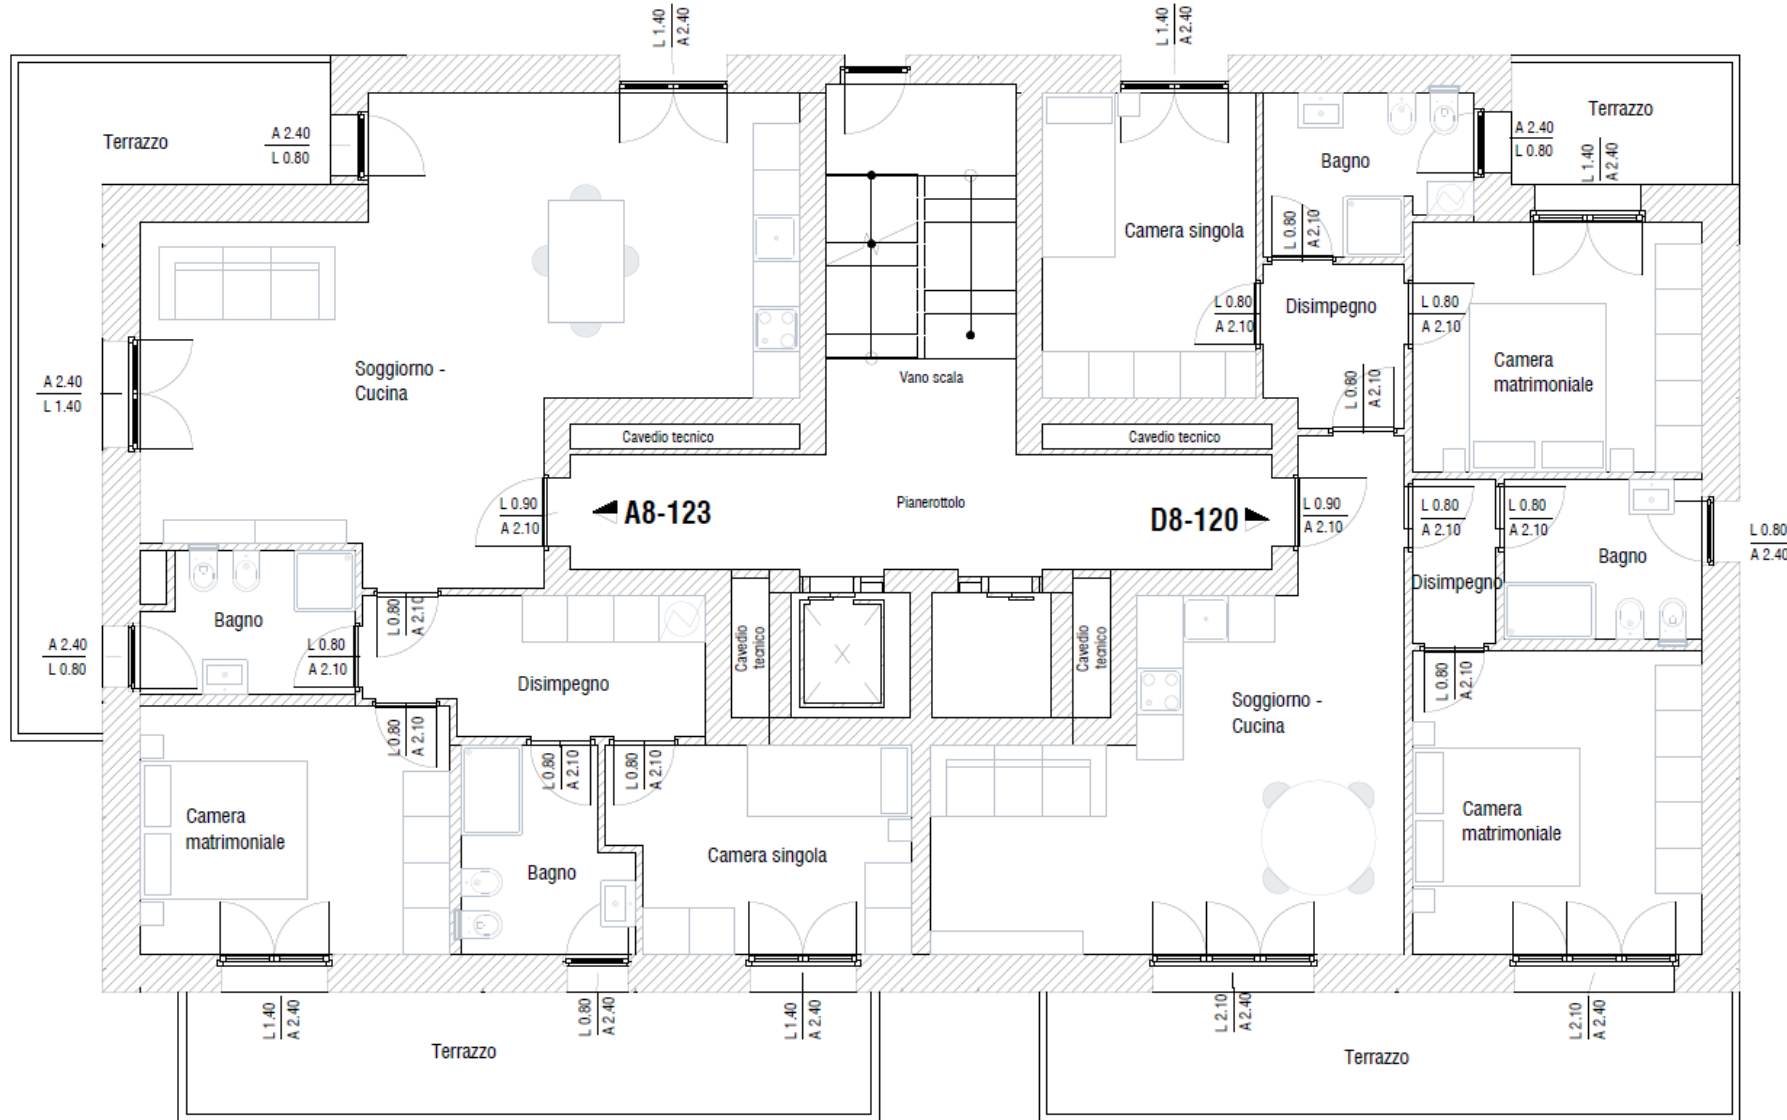 L 1.40
A 2.40
L 1.40
A 2.40
Terrazzo
A 2.40
L 0.80
Terrazzo
A 2.40
L 0.80
L 1.40
A 2.40
Bagno
Camera singola
L 0.80
A 2.10
L 0.80
A 2.10
Disimpegno
L 0.80
A 2.10
Soggiorno -
Cucina
Vano scala
L 0.80
A 2.10
Camera
matrimoniale
A 2.40
L 1.40
Cavedio tecnico
Cavedio tecnico
L 0.90
A 2.10
A8-123
Pianerottolo
D8-120
L 0.90
A 2.10
L 0.80
A 2.10
L 0.80
A 2.10
L 0.80
A 2.40
Bagno
Disimpegno
Bagno
L 0.80
A 2.10
A 2.40
L 0.80
L 0.80
A 2.10
Cavedio
tecnico
Cavedio
tecnico
Disimpegno
L 0.80
A 2.10
Soggiorno -
Cucina
L 0.80
A 2.10
L 0.80
A 2.10
L 0.80
A 2.10
Camera
matrimoniale
Camera
matrimoniale
Camera singola
Bagno
L 1.40
A 2.40
L 0.80
A 2.40
L 1.40
A 2.40
L 2.10
A 2.40
L 2.10
A 2.40
Terrazzo
Terrazzo